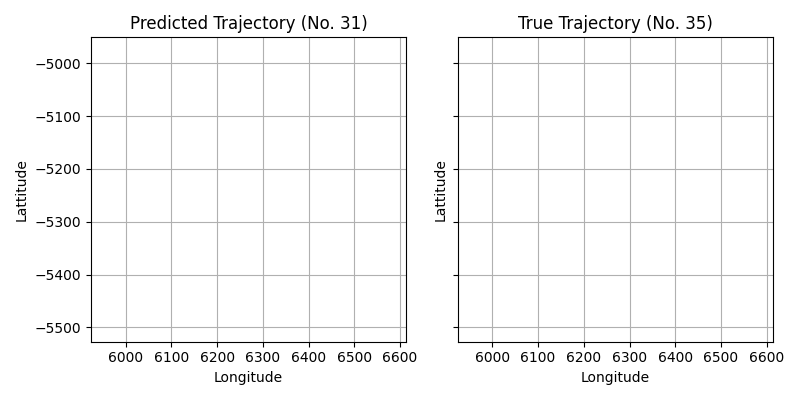 Predicted Trajectory (No. 31)
True Trajectory (No. 35)
−5000
−5100
−5200
−5300
−5400
−5500
Lattitude
Lattitude
6000 6100 6200 6300 6400 6500 6600
6000 6100 6200 6300 6400 6500 6600
Longitude
Longitude